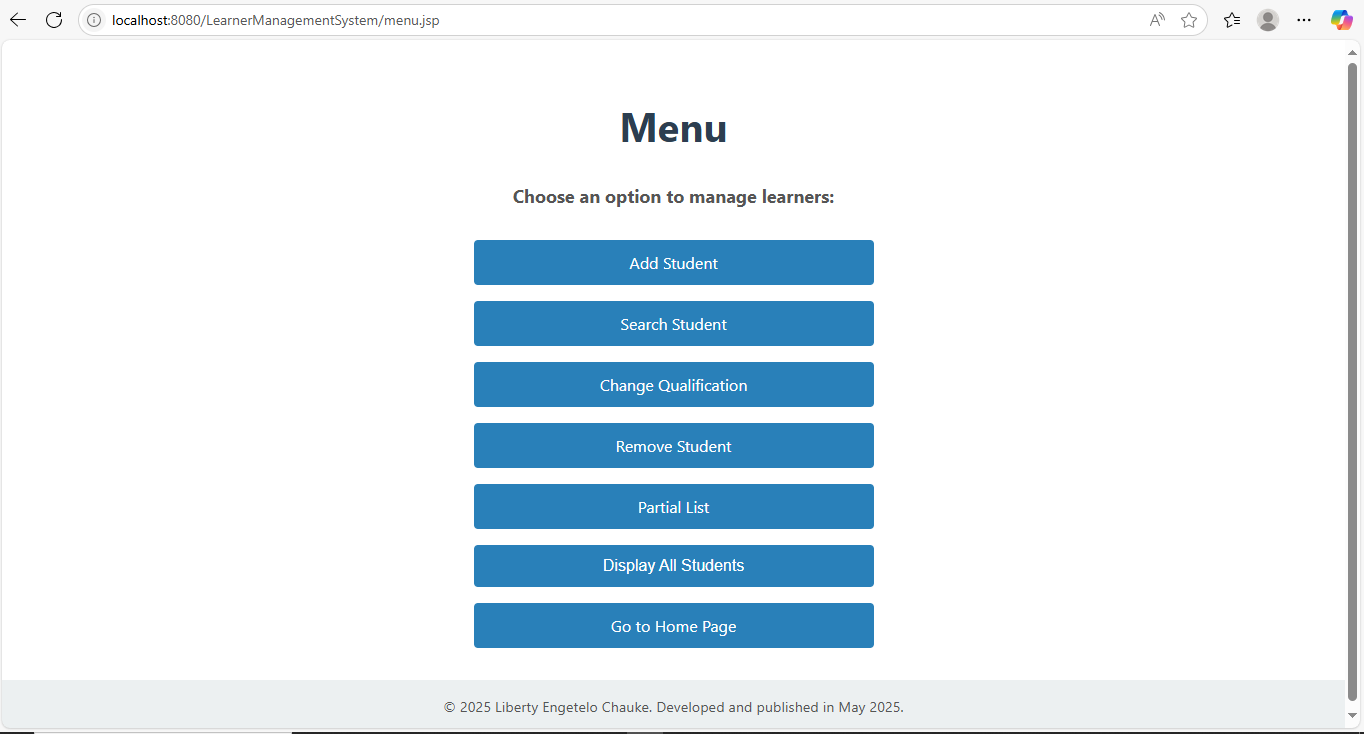 localhost:8080/LearnerManagementSystem/menu.jsp
Menu
Choose an option to manage learners:
Add Student
Search Student
Change Qualification
Remove Student
Partial List
Display All Students
Go to Home Page
© 2025 Liberty Engetelo Chauke. Developed and published in May 2025.